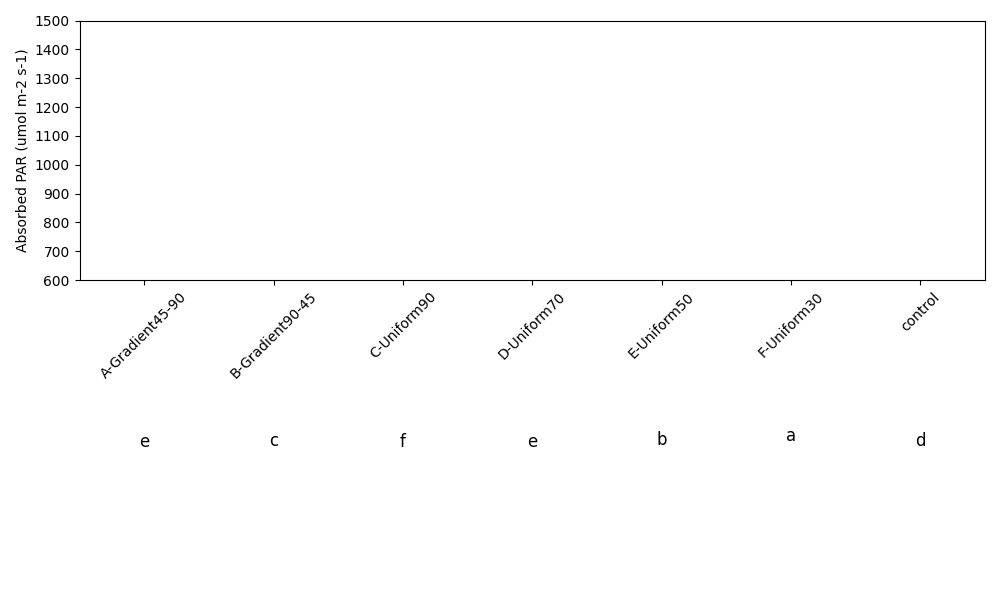 Absorbed PAR (umol m-2 s-1)
1500
1400
1300
1200
1100
1000
900
800
700
600
A-Gradient45-90
B-Gradient90-45
C-Uniform90
D-Uniform70
E-Uniform50
F-Uniform30
control
e c f e b a d